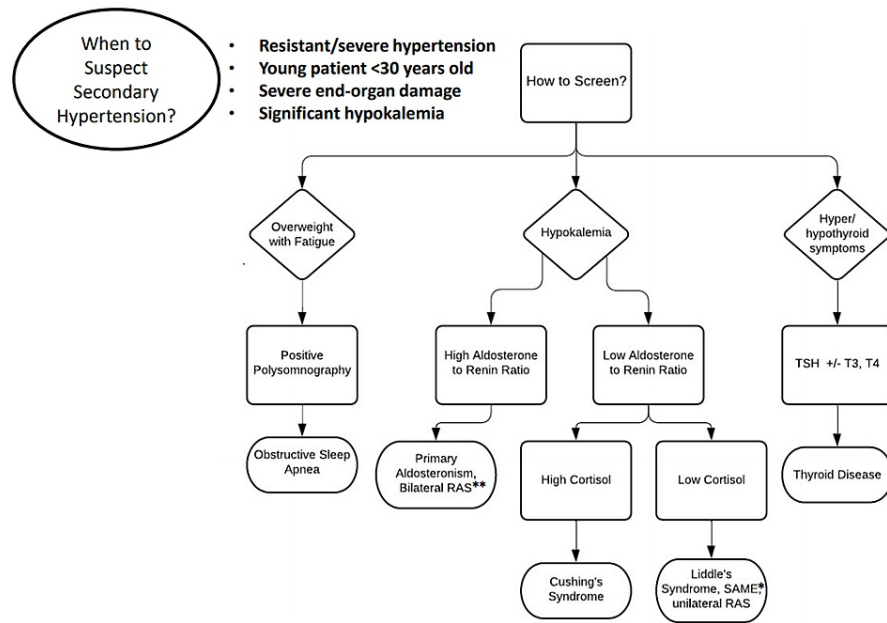 When to
Suspect
Secondary
Hypertension?
• Resistant/severe hypertension
• Young patient <30 years old
• Severe end-organ damage
• Significant hypokalemia
How to Screen?
Overweight
with Fatigue
Hypokalemia
Hyper/
hypothyroid
symptoms
Positive
Polysomnography
High Aldosterone
to Renin Ratio
Low Aldosterone
to Renin Ratio
TSH +/- T3, T4
Obstructive Sleep
Apnea
Primary
Aldosteronism,
Bilateral RAS**
High Cortisol
Low Cortisol
Thyroid Disease
Cushing's
Syndrome
Liddle's
Syndrome, SAME,*
unilateral RAS